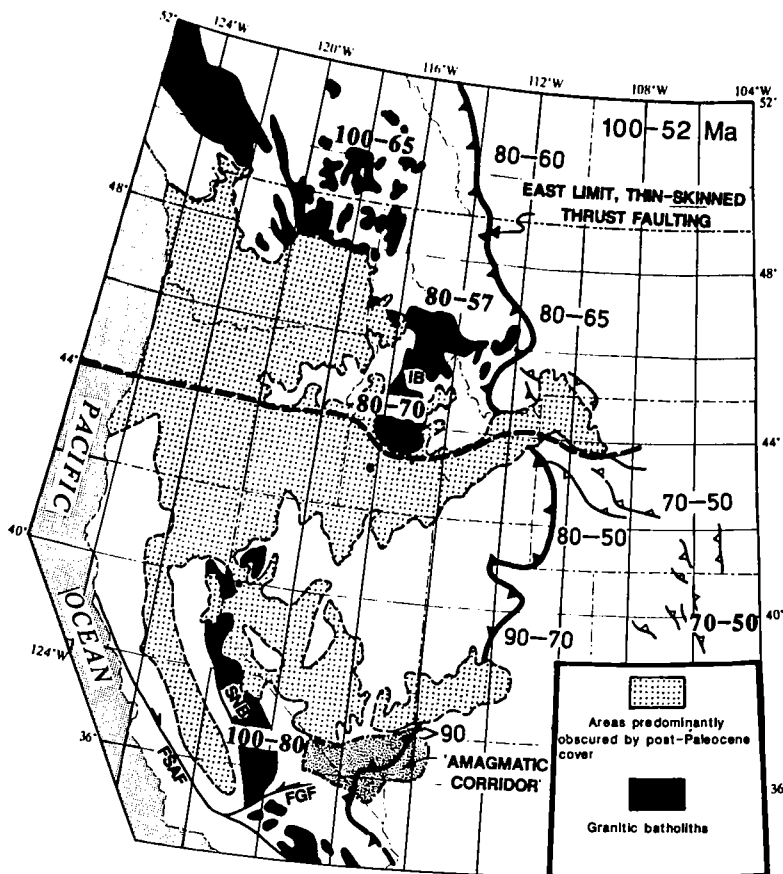 52°
124°W
120°W
116°W
112°W
108°W
104°W
52°
100–52 Ma
100–65
80–60
EAST LIMIT, THIN-SKINNED
THRUST FAULTING
48°
48°
80–57
80–65
IB
80–70
44°
44°
PACIFIC
OCEAN
70–50
80–50
40°
40°
70–50
90–70
124°W
SNB
100–80
90
'AMAGMATIC
CORRIDOR'
36°
36°
FSAF
FGF
Areas predominantly
obscured by post-Paleocene
cover
Granitic batholiths